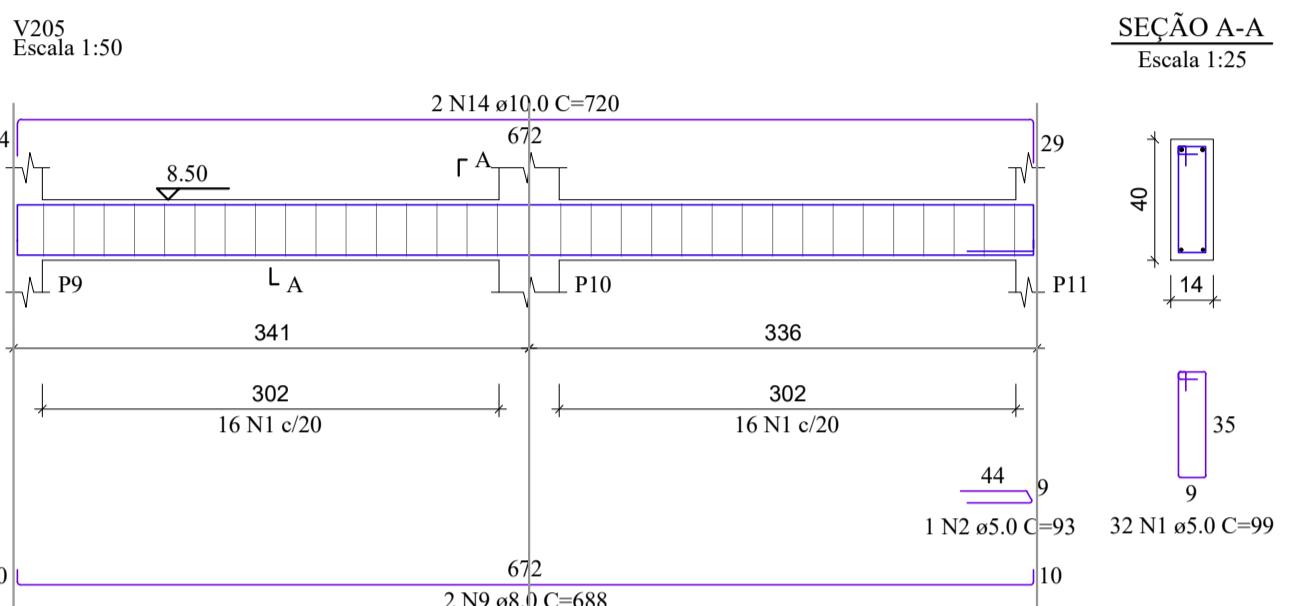 V205
Escala 1:50
SEÇÃO A-A
Escala 1:25
2 N14 ø10.0 C=720
4
672
29
A
8.50
40
P9
A
P10
P11
14
341
336
302
302
16 N1 c/20
16 N1 c/20
35
44
9
9
1 N2 ø5.0 C=93
32 N1 ø5.0 C=99
0
672
10
2 N9 ø8.0 C=688